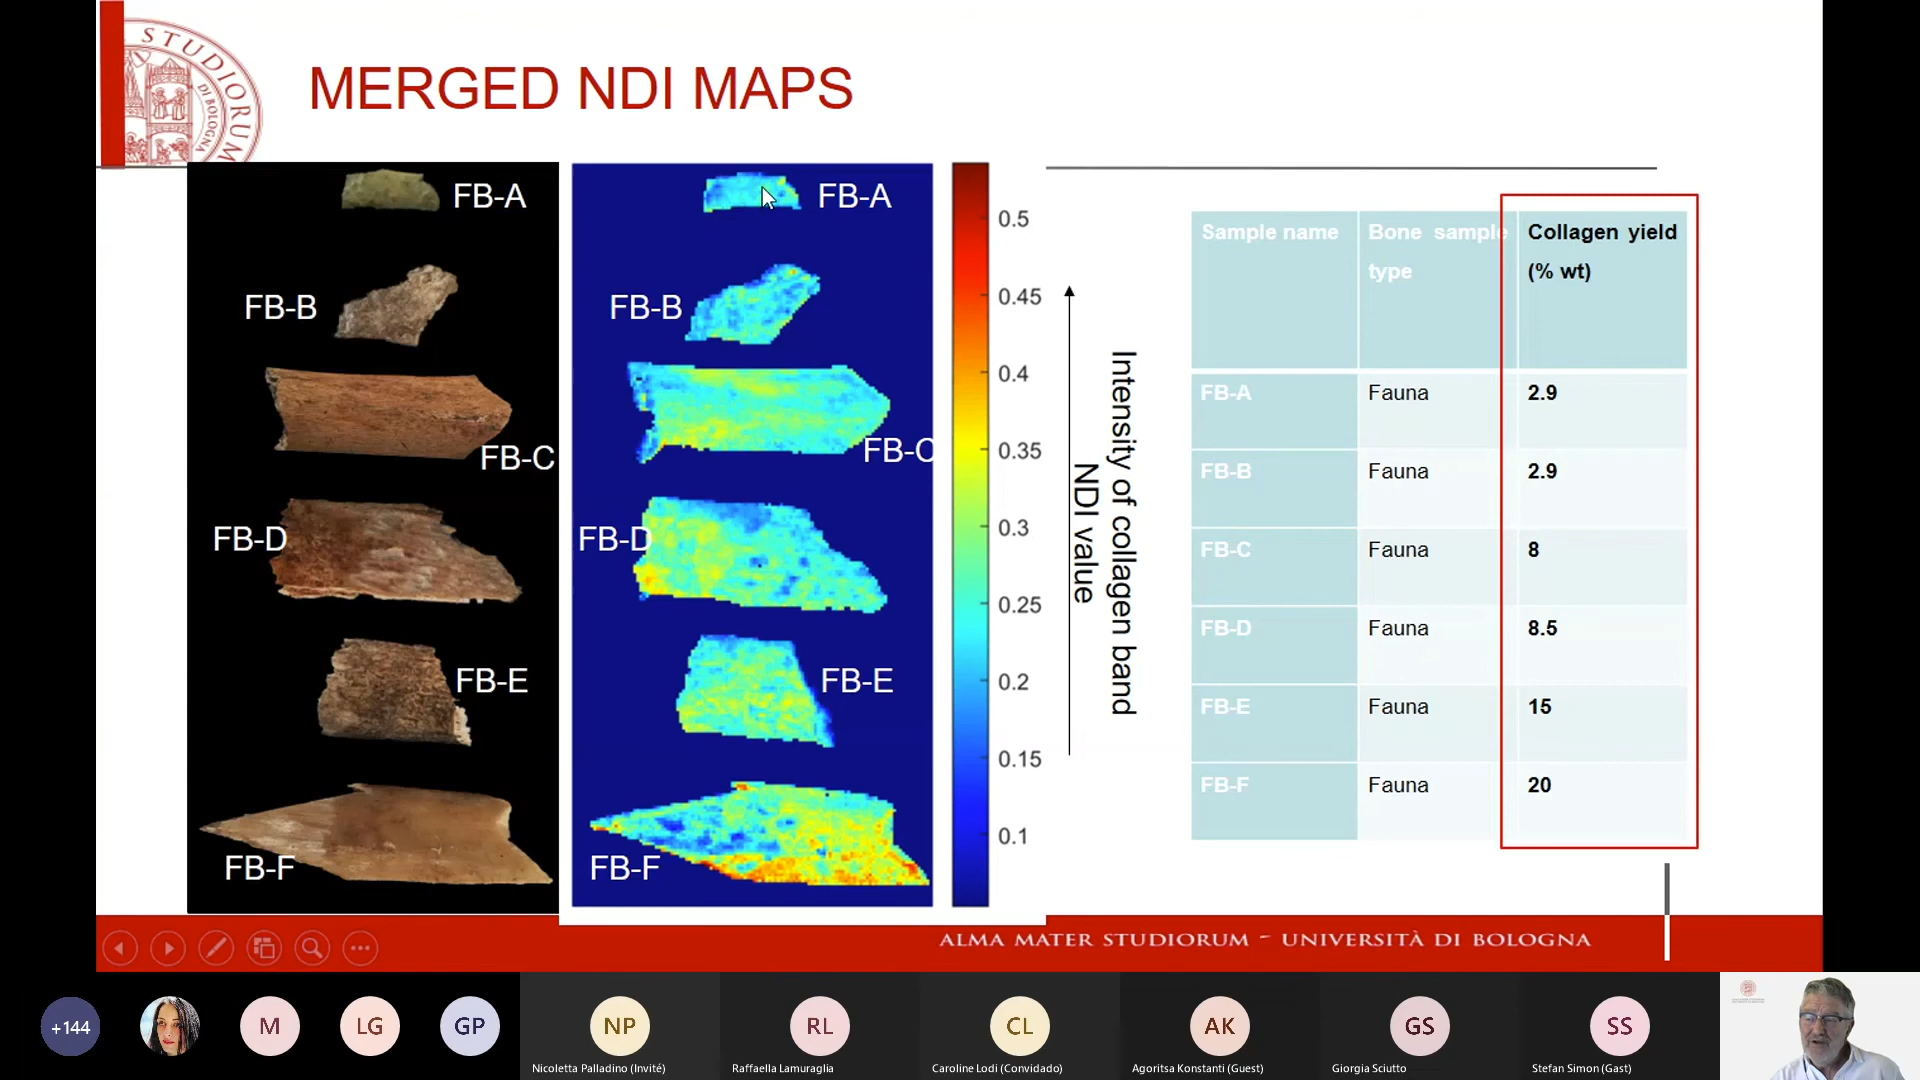 STUDIORUM
DI BOLOGNA
MERGED NDI MAPS
FB-A
FB-B
FB-C
FB-D
FB-E
FB-F
FB-A
FB-B
FB-C
FB-D
FB-E
FB-F
0.5
0.45
0.4
0.35
0.3
0.25
0.2
0.15
0.1
Intensity of collagen band
NDI value
Sample name Bone sample type Collagen yield (% wt)
FB-A Fauna 2.9
FB-B Fauna 2.9
FB-C Fauna 8
FB-D Fauna 8.5
FB-E Fauna 15
FB-F Fauna 20
ALMA MATER STUDIORUM - UNIVERSITÀ DI BOLOGNA
+144
M
LG
GP
NP
RL
CL
AK
GS
SS
Nicoletta Palladino (Invité)
Raffaella Lamuraglia
Caroline Lodi (Convidado)
Agoritsa Konstanti (Guest)
Giorgia Sciutto
Stefan Simon (Gast)